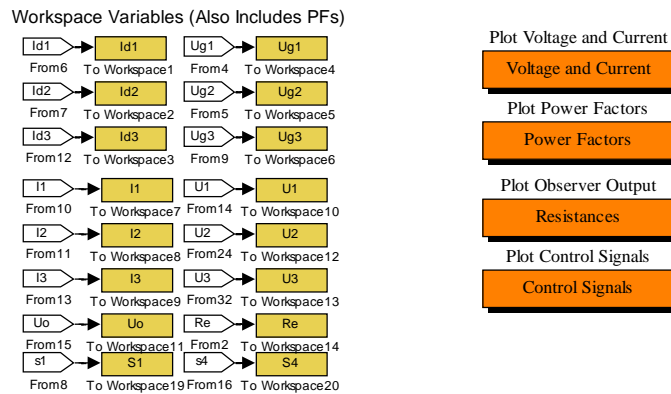 Workspace Variables (Also Includes PFs)
Id1 Id1 Ug1 Ug1
From6 To Workspace1 From4 To Workspace4
Id2 Id2 Ug2 Ug2
From7 To Workspace2 From5 To Workspace5
Id3 Id3 Ug3 Ug3
From12 To Workspace3 From9 To Workspace6
I1 I1 U1 U1
From10 To Workspace7 From14 To Workspace10
I2 I2 U2 U2
From11 To Workspace8 From24 To Workspace12
I3 I3 U3 U3
From13 To Workspace9 From32 To Workspace13
Uo Uo Re Re
From15 To Workspace11 From2 To Workspace14
s1 S1 s4 S4
From8 To Workspace19 From16 To Workspace20
Plot Voltage and Current
Voltage and Current
Plot Power Factors
Power Factors
Plot Observer Output
Resistances
Plot Control Signals
Control Signals